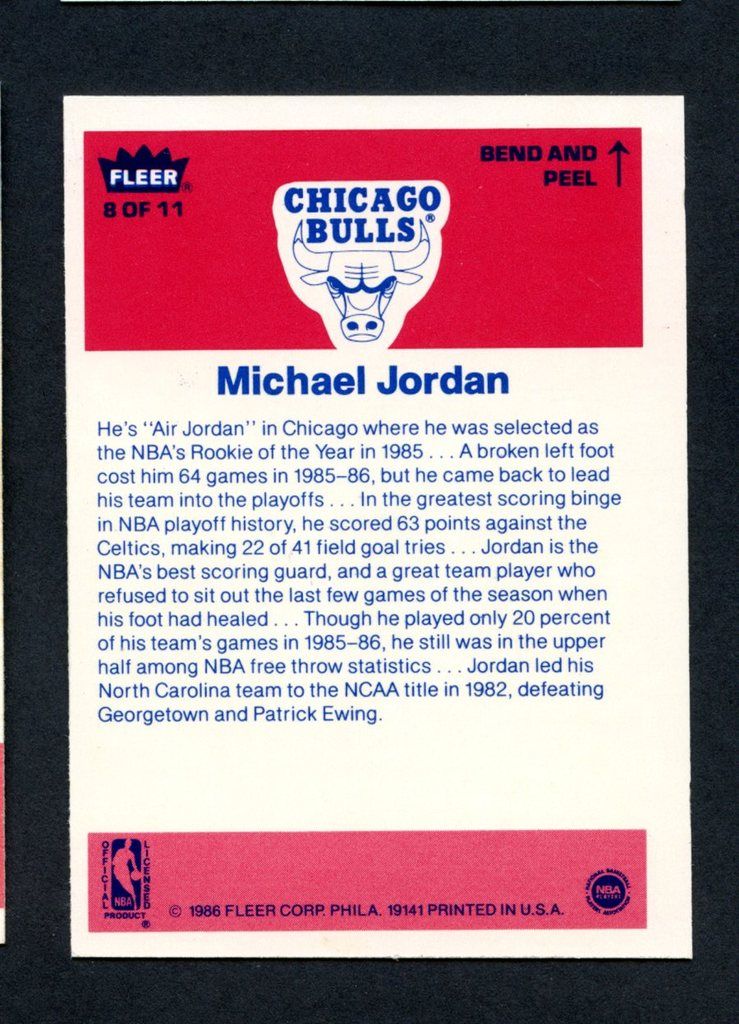 FLEER®
8 OF 11
BEND AND
PEEL
CHICAGO
BULLS®
Michael Jordan
He's "Air Jordan" in Chicago where he was selected as
the NBA's Rookie of the Year in 1985 . . . A broken left foot
cost him 64 games in 1985–86, but he came back to lead
his team into the playoffs . . . In the greatest scoring binge
in NBA playoff history, he scored 63 points against the
Celtics, making 22 of 41 field goal tries . . . Jordan is the
NBA's best scoring guard, and a great team player who
refused to sit out the last few games of the season when
his foot had healed . . . Though he played only 20 percent
of his team's games in 1985–86, he still was in the upper
half among NBA free throw statistics . . . Jordan led his
North Carolina team to the NCAA title in 1982, defeating
Georgetown and Patrick Ewing.
OFFICIAL
LICENSED
NBA
PRODUCT
®
© 1986 FLEER CORP. PHILA. 19141 PRINTED IN U.S.A.
NATIONAL BASKETBALL
NBA
PLAYERS
PLAYERS ASSOCIATION